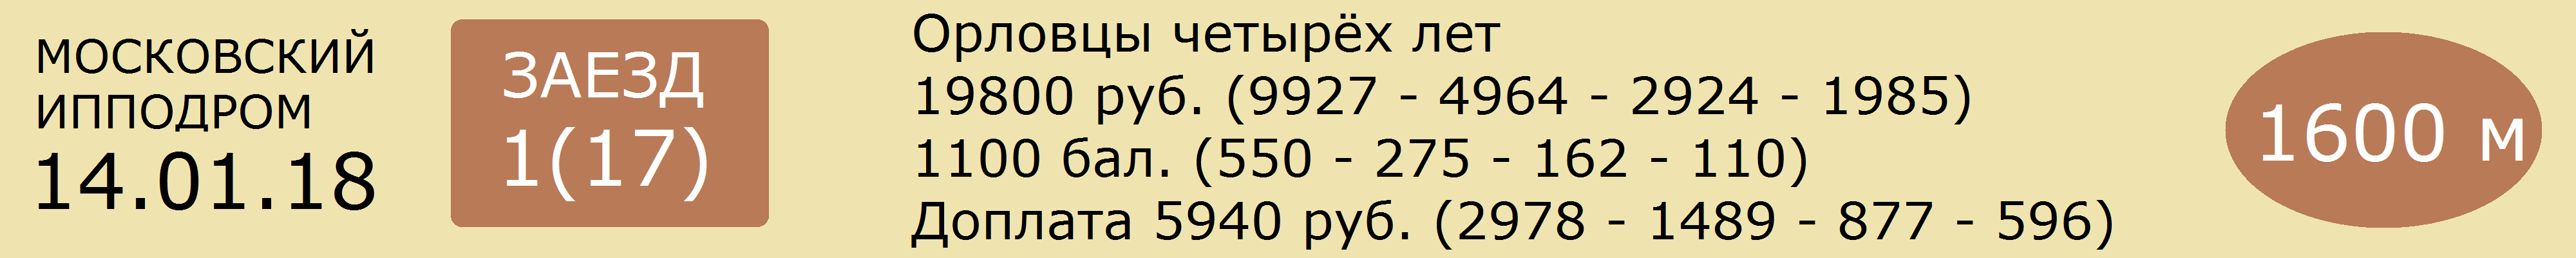 МОСКОВСКИЙ
ИППОДРОМ
14.01.18
ЗАЕЗД
1(17)
Орловцы четырёх лет
19800 руб. (9927 - 4964 - 2924 - 1985)
1100 бал. (550 - 275 - 162 - 110)
Доплата 5940 руб. (2978 - 1489 - 877 - 596)
1600 м